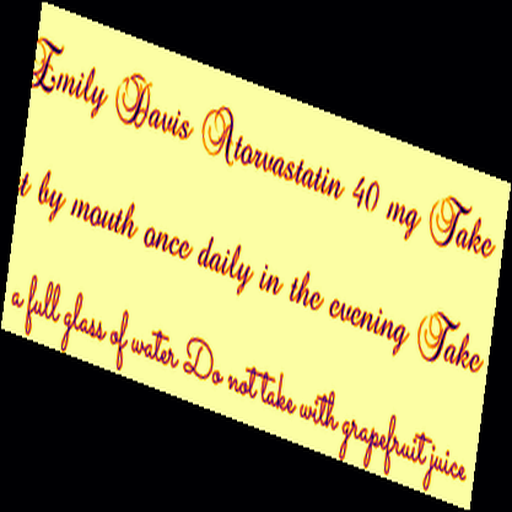 Emily Davis Atorvastatin 40 mg Take
by mouth once daily in the evening Take
a full glass of water Do not take with grapefruit juice